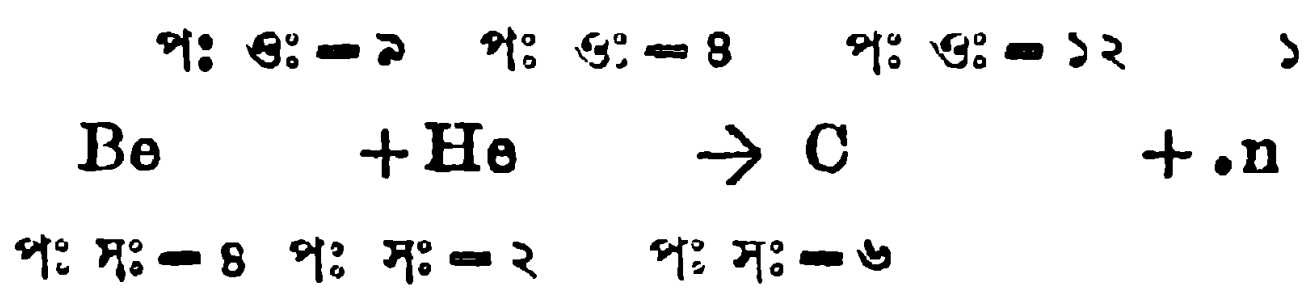 পঃ ওঃ = ৯ পঃ ওঃ = ৪ পঃ ওঃ = ১২ ১
Be + He → C + .n
পঃ সঃ = ৪ পঃ সঃ = ২ পঃ সঃ = ৬